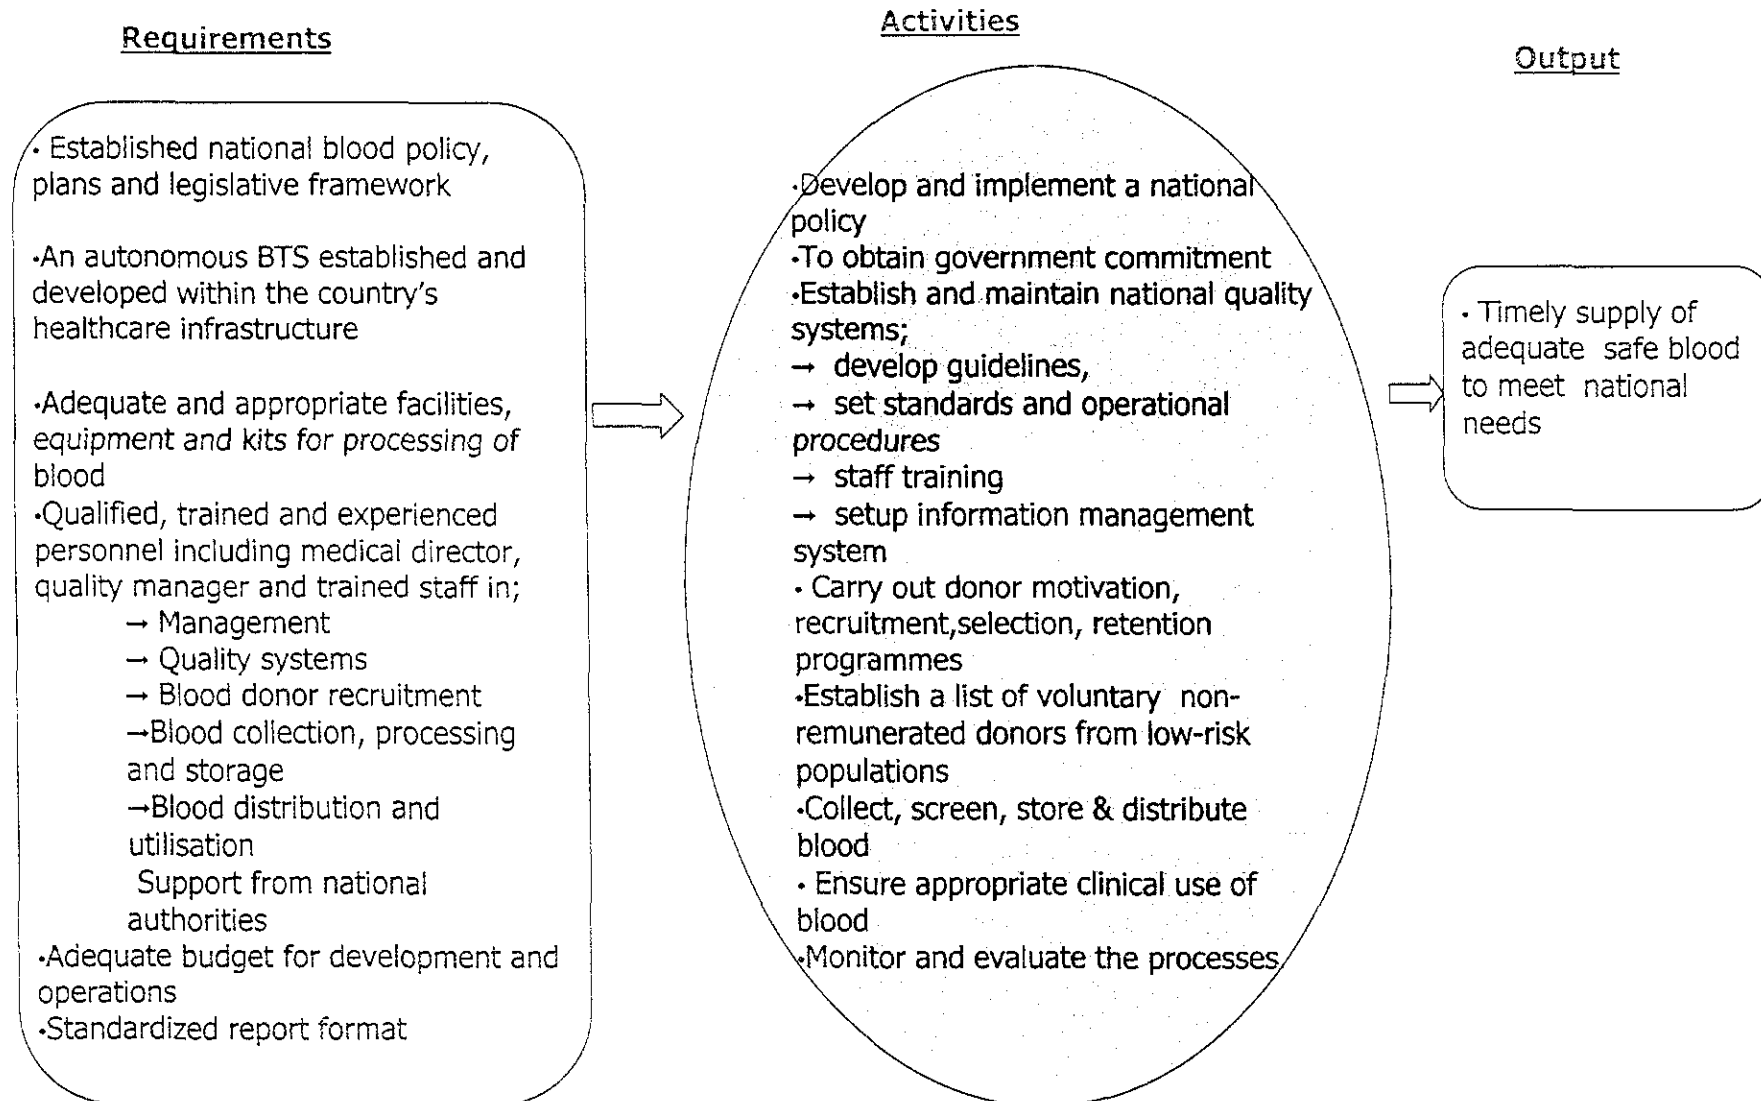 Requirements
· Established national blood policy,
plans and legislative framework
·An autonomous BTS established and
developed within the country's
healthcare infrastructure
·Adequate and appropriate facilities,
equipment and kits for processing of
blood
·Qualified, trained and experienced
personnel including medical director,
quality manager and trained staff in;
→ Management
→ Quality systems
→ Blood donor recruitment
→Blood collection, processing
and storage
→Blood distribution and
utilisation
Support from national
authorities
·Adequate budget for development and
operations
·Standardized report format
Activities
·Develop and implement a national
policy
·To obtain government commitment
·Establish and maintain national quality
systems;
→ develop guidelines,
→ set standards and operational
procedures
→ staff training
→ setup information management
system
· Carry out donor motivation,
recruitment,selection, retention
programmes
·Establish a list of voluntary non-
remunerated donors from low-risk
populations
·Collect, screen, store & distribute
blood
· Ensure appropriate clinical use of
blood
·Monitor and evaluate the processes
Output
· Timely supply of
adequate safe blood
to meet national
needs